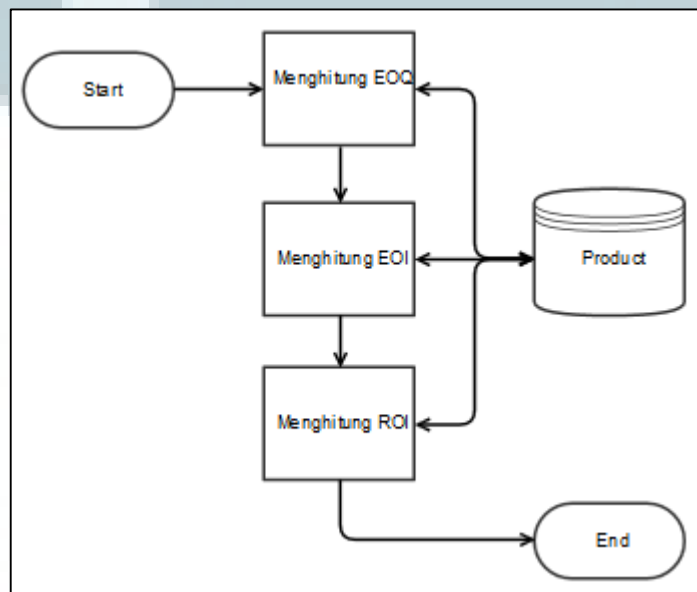 Start
Menghitung EOQ
Menghitung EOI
Product
Menghitung ROI
End